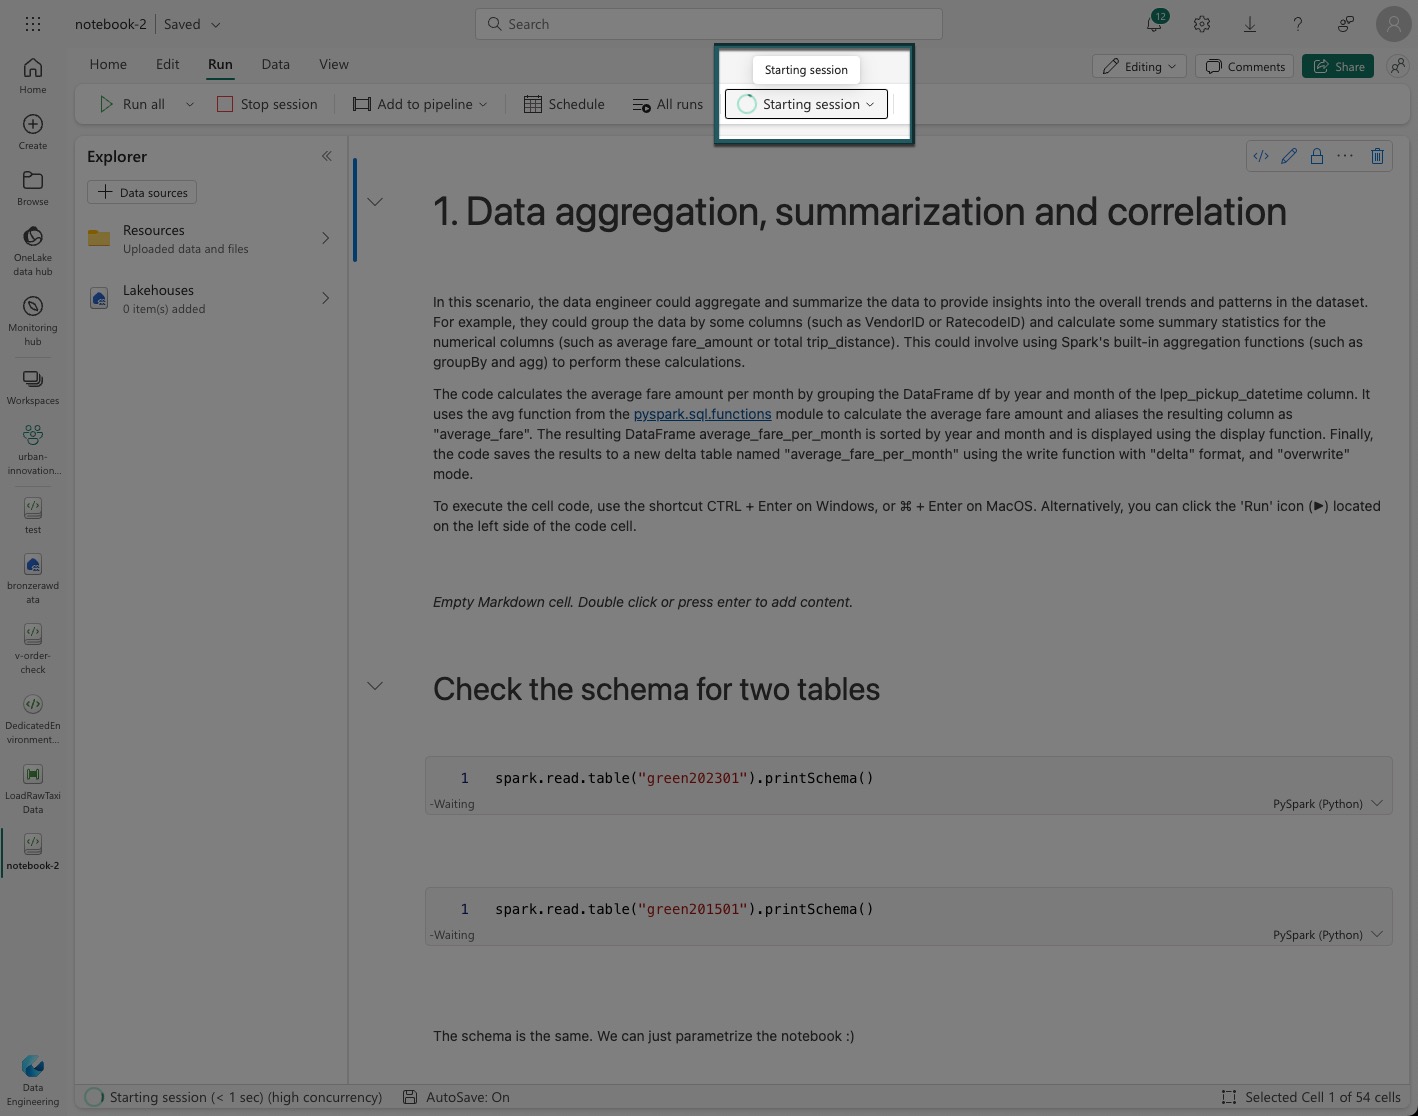 notebook-2
Saved
Search
12
Home
Edit
Run
Data
View
Starting session
Editing
Comments
Share
Run all
Stop session
Add to pipeline
Schedule
All runs
Starting session
Home
Create
Browse
OneLake
data hub
Monitoring
hub
Workspaces
urban-
innovation...
test
bronzerawd
ata
v-order-
check
DedicatedEn
vironment...
LoadRawTaxi
Data
notebook-2
Data
Engineering
Explorer
Data sources
Resources
Uploaded data and files
Lakehouses
0 item(s) added
1. Data aggregation, summarization and correlation
In this scenario, the data engineer could aggregate and summarize the data to provide insights into the overall trends and patterns in the dataset.
For example, they could group the data by some columns (such as VendorID or RatecodeID) and calculate some summary statistics for the
numerical columns (such as average fare_amount or total trip_distance). This could involve using Spark's built-in aggregation functions (such as
groupBy and agg) to perform these calculations.
The code calculates the average fare amount per month by grouping the DataFrame df by year and month of the lpep_pickup_datetime column. It
uses the avg function from the pyspark.sql.functions module to calculate the average fare amount and aliases the resulting column as
"average_fare". The resulting DataFrame average_fare_per_month is sorted by year and month and is displayed using the display function. Finally,
the code saves the results to a new delta table named "average_fare_per_month" using the write function with "delta" format, and "overwrite"
mode.
To execute the cell code, use the shortcut CTRL + Enter on Windows, or ⌘ + Enter on MacOS. Alternatively, you can click the 'Run' icon (▶) located
on the left side of the code cell.
Empty Markdown cell. Double click or press enter to add content.
Check the schema for two tables
1 spark.read.table("green202301").printSchema()
-Waiting
PySpark (Python)
1 spark.read.table("green201501").printSchema()
-Waiting
PySpark (Python)
The schema is the same. We can just parametrize the notebook :)
Starting session (< 1 sec) (high concurrency)
AutoSave: On
Selected Cell 1 of 54 cells